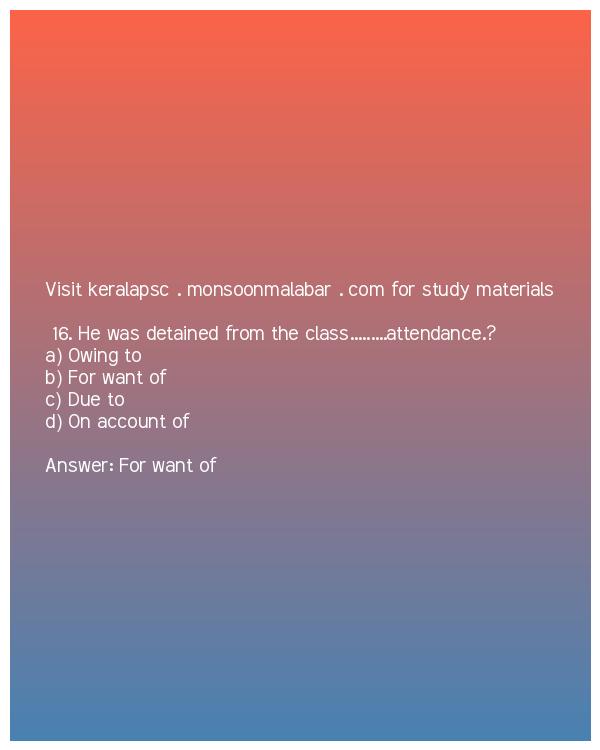 Visit keralapsc . monsoonmalabar . com for study materials
16. He was detained from the class.........attendance.?
a) Owing to
b) For want of
c) Due to
d) On account of
Answer: For want of